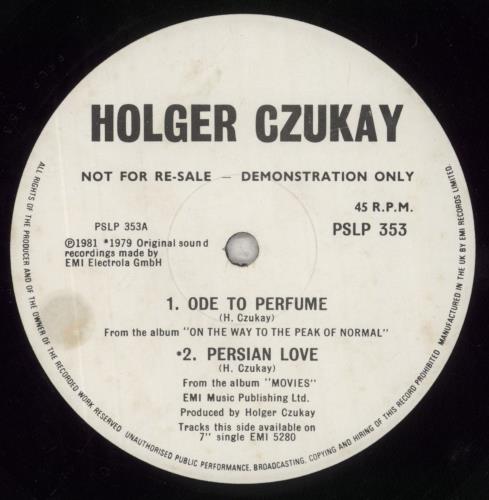 HOLGER CZUKAY
NOT FOR RE-SALE — DEMONSTRATION ONLY
45 R.P.M.
PSLP 353A
PSLP 353
℗1981 *1979 Original sound
recordings made by
EMI Electrola GmbH
1. ODE TO PERFUME
(H. Czukay)
From the album "ON THE WAY TO THE PEAK OF NORMAL"
*2. PERSIAN LOVE
(H. Czukay)
From the album "MOVIES"
EMI Music Publishing Ltd.
Produced by Holger Czukay
Tracks this side available on
7" single EMI 5280
ALL RIGHTS OF THE PRODUCER AND OF THE OWNER OF THE RECORDED WORK RESERVED UNAUTHORISED PUBLIC PERFORMANCE, BROADCASTING, COPYING AND HIRING OF THIS RECORD PROHIBITED MANUFACTURED IN THE UK BY EMI RECORDS LIMITED.